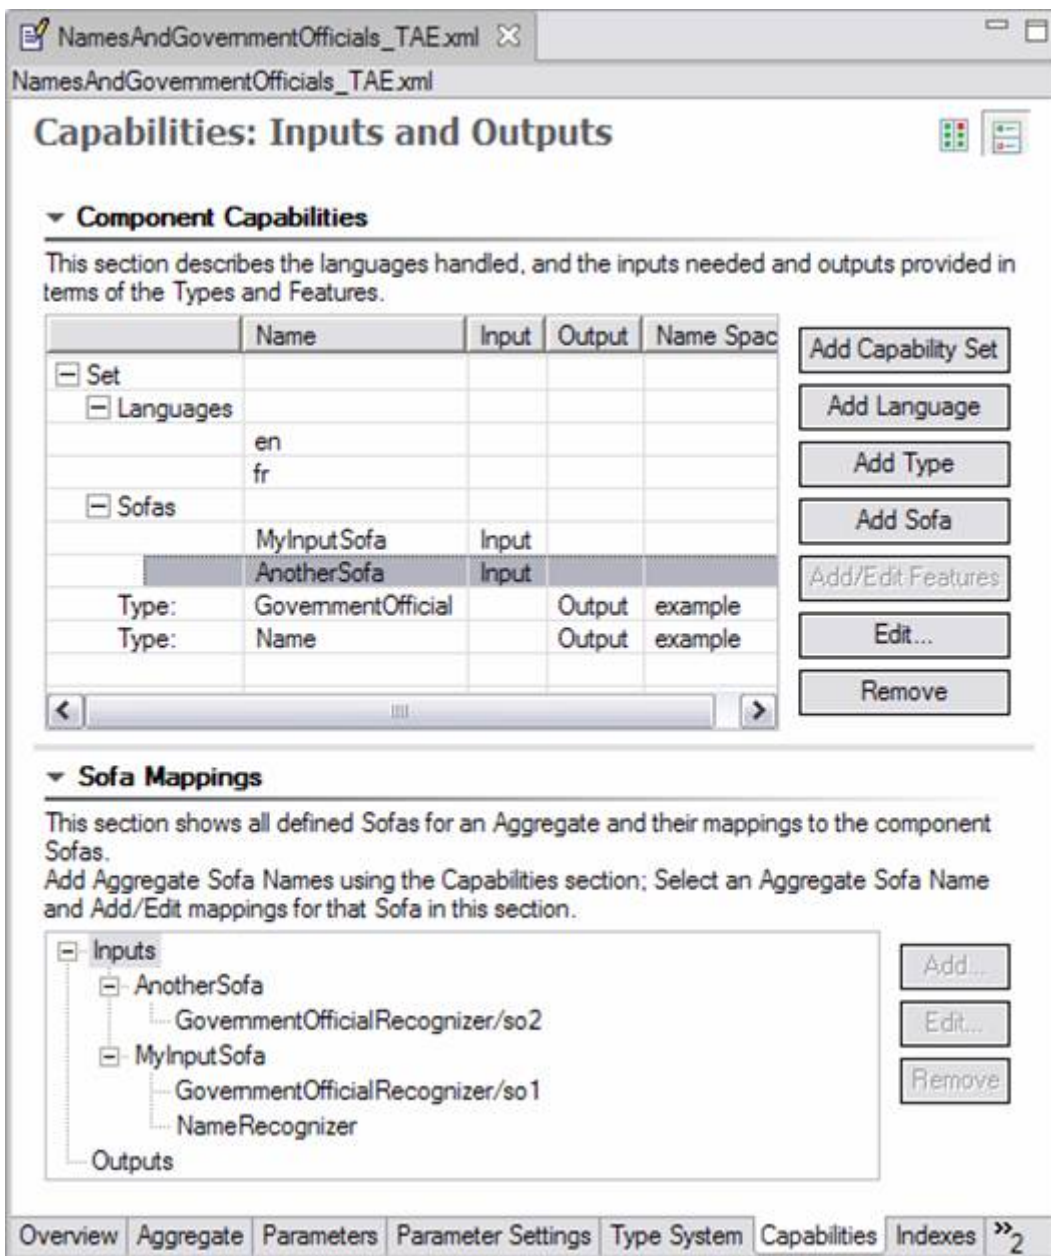 NamesAndGovernmentOfficials_TAE.xml
NamesAndGovernmentOfficials_TAE.xml
Capabilities: Inputs and Outputs
Component Capabilities
This section describes the languages handled, and the inputs needed and outputs provided in
terms of the Types and Features.
Name Input Output Name Spac
Set
Languages
en
fr
Sofas
MyInputSofa Input
AnotherSofa Input
Type: GovernmentOfficial Output example
Type: Name Output example
Add Capability Set
Add Language
Add Type
Add Sofa
Add/Edit Features
Edit...
Remove
Sofa Mappings
This section shows all defined Sofas for an Aggregate and their mappings to the component
Sofas.
Add Aggregate Sofa Names using the Capabilities section; Select an Aggregate Sofa Name
and Add/Edit mappings for that Sofa in this section.
Inputs
AnotherSofa
GovernmentOfficialRecognizer/so2
MyInputSofa
GovernmentOfficialRecognizer/so1
NameRecognizer
Outputs
Add...
Edit...
Remove
Overview Aggregate Parameters Parameter Settings Type System Capabilities Indexes »2